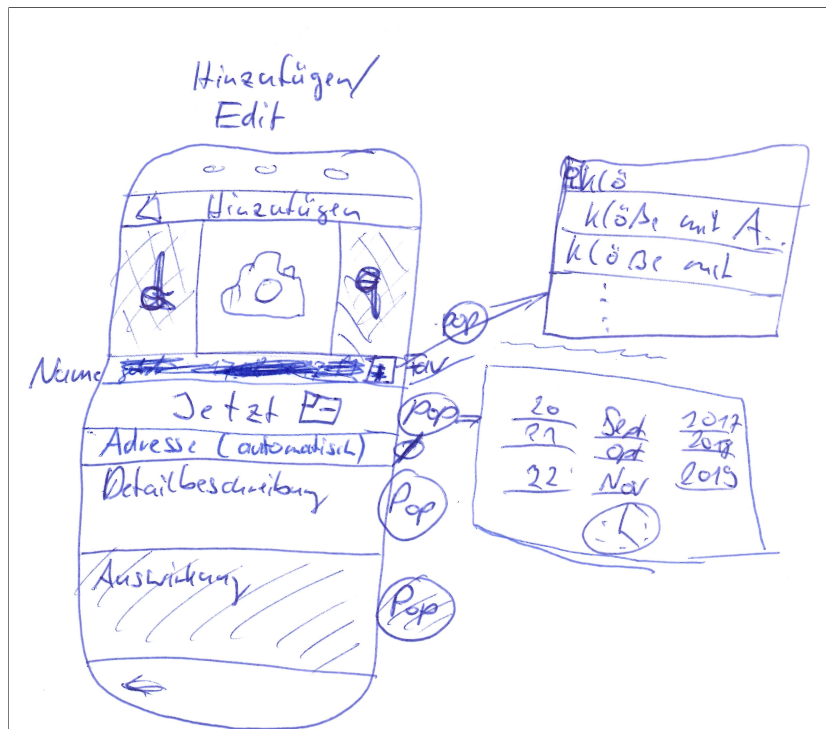 Hinzufügen/
Edit
Hinzufügen
Klö
Klöße mit A...
Klöße mit
pop
Name
Fav
Jetzt
Pop
20 Sept 2017
21 Okt 2018
22 Nov 2019
Adresse (automatisch)
Detailbeschreibung
Pop
Auswirkung
Pop